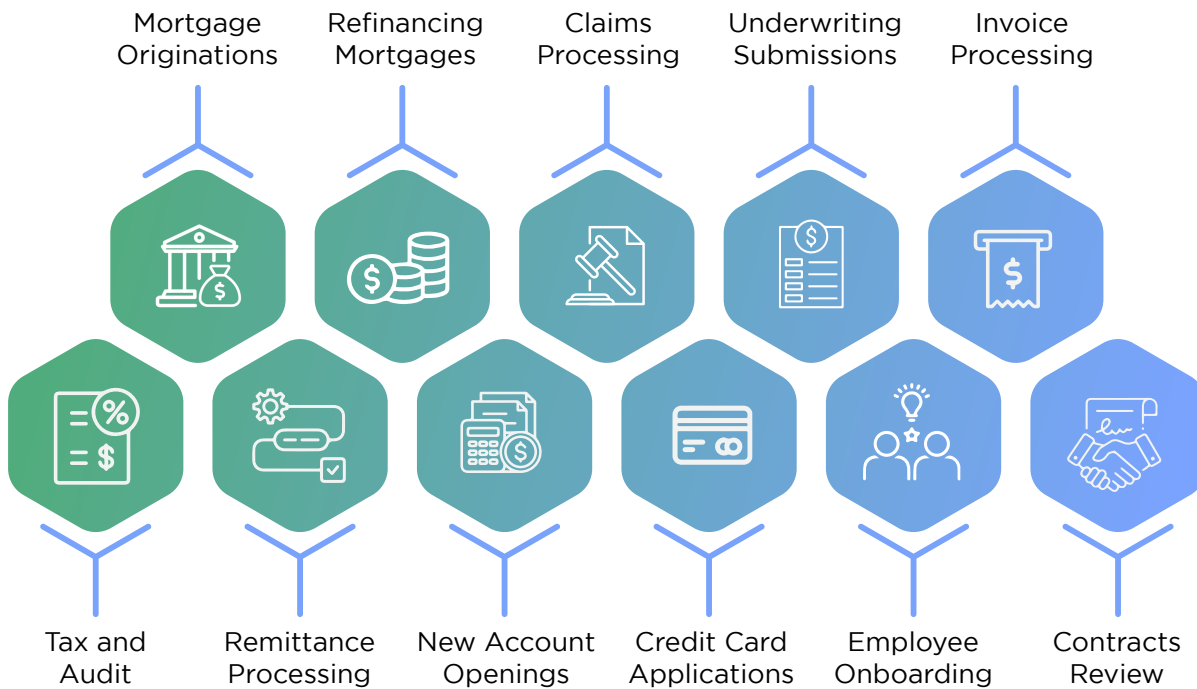 Mortgage
Originations
Refinancing
Mortgages
Claims
Processing
Underwriting
Submissions
Invoice
Processing
$
$
$
$
%
$
$
Tax and
Audit
Remittance
Processing
New Account
Openings
Credit Card
Applications
Employee
Onboarding
Contracts
Review